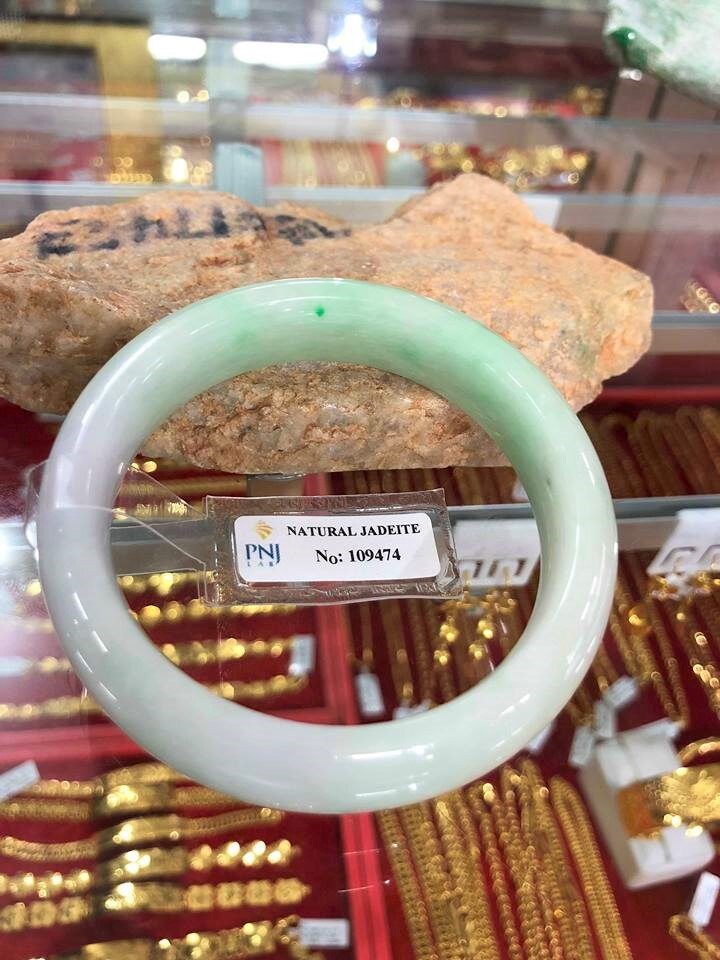 NATURAL JADEITE
PNJ
LAB
No: 109474